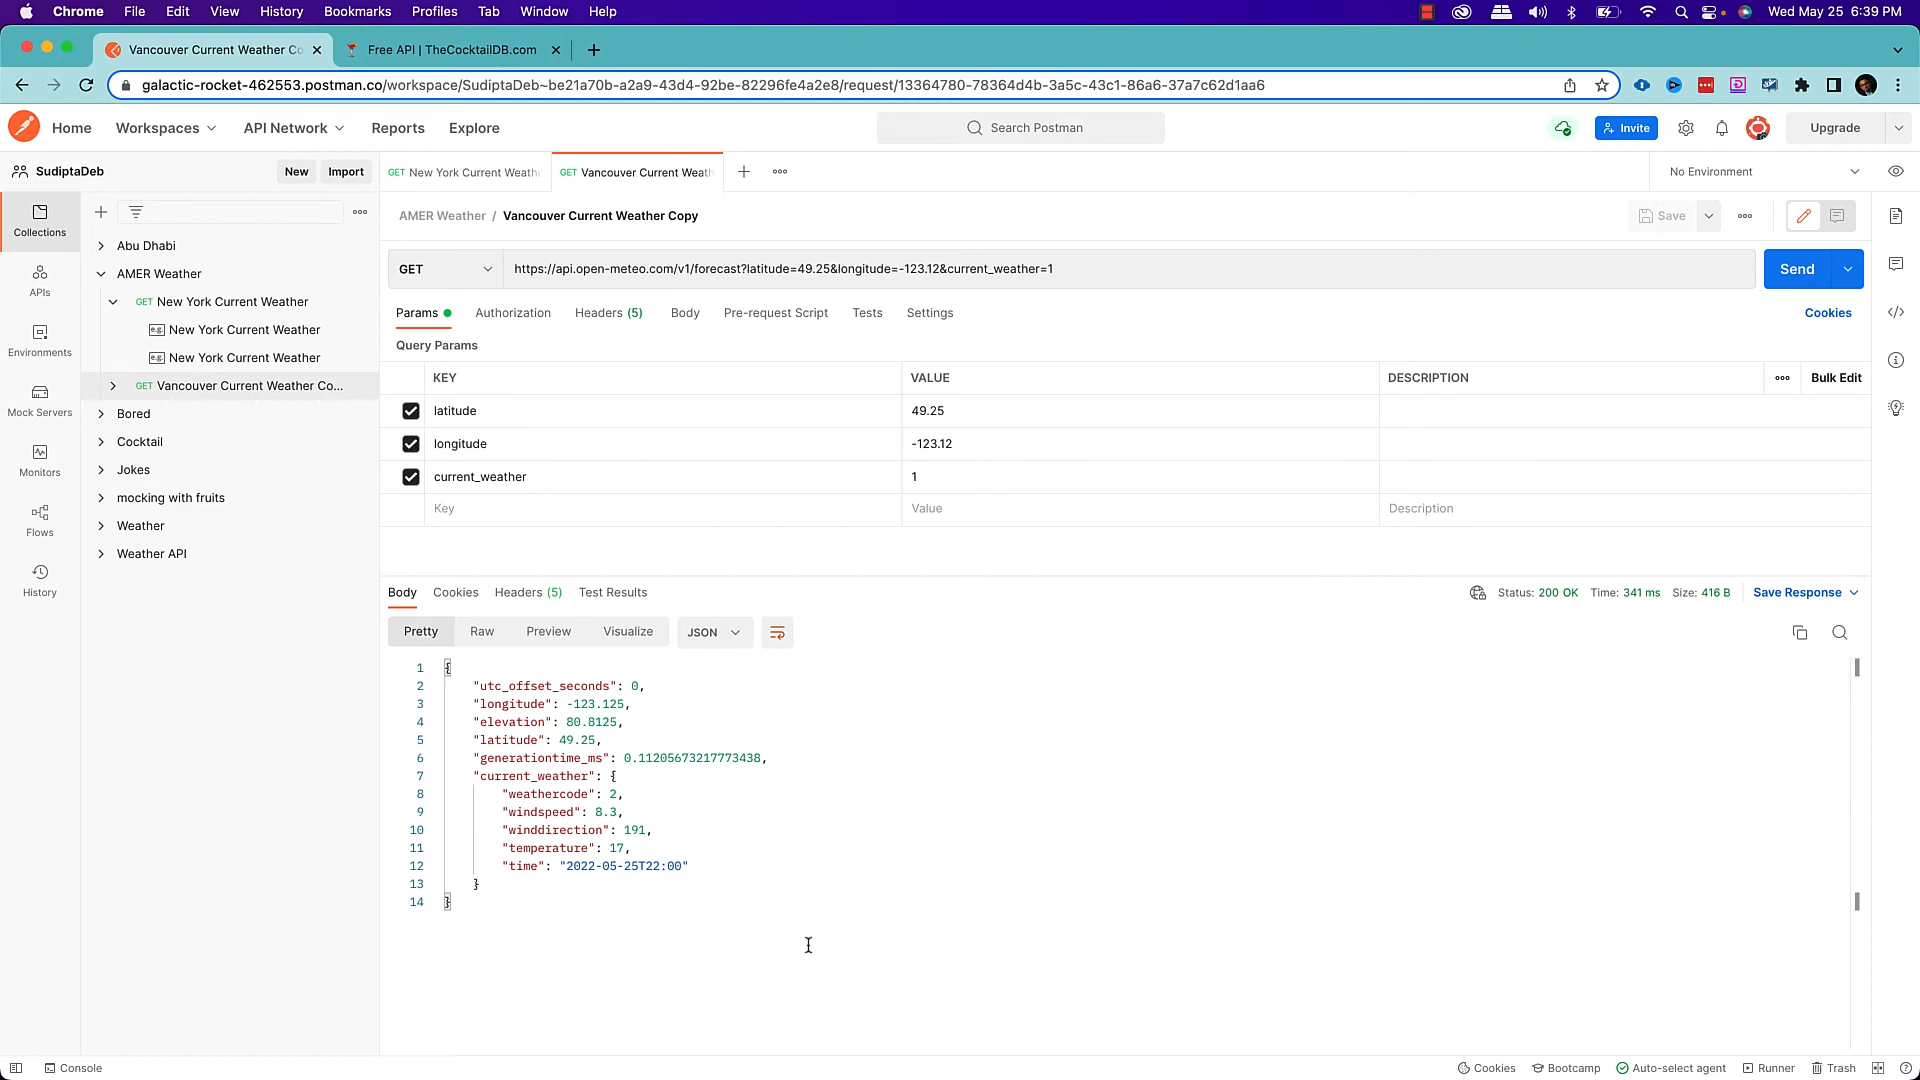 Chrome File Edit View History Bookmarks Profiles Tab Window Help Wed May 25 6:39 PM
Vancouver Current Weather Co Free API | TheCocktailDB.com
galactic-rocket-462553.postman.co/workspace/SudiptaDeb~be21a70b-a2a9-43d4-92be-82296fe4a2e8/request/13364780-78364d4b-3a5c-43c1-86a6-37a7c62d1aa6
Home Workspaces API Network Reports Explore Search Postman Invite Upgrade
SudiptaDeb New Import
GET New York Current Weath GET Vancouver Current Weath No Environment
Collections
APIs
Environments
Mock Servers
Monitors
Flows
History
Abu Dhabi
AMER Weather
GET New York Current Weather
e.g. New York Current Weather
e.g. New York Current Weather
GET Vancouver Current Weather Co...
Bored
Cocktail
Jokes
mocking with fruits
Weather
Weather API
AMER Weather / Vancouver Current Weather Copy Save
GET https://api.open-meteo.com/v1/forecast?latitude=49.25&longitude=-123.12&current_weather=1 Send
Params Authorization Headers (5) Body Pre-request Script Tests Settings Cookies
Query Params
KEY VALUE DESCRIPTION Bulk Edit
latitude 49.25
longitude -123.12
current_weather 1
Key Value Description
Body Cookies Headers (5) Test Results Status: 200 OK Time: 341 ms Size: 416 B Save Response
Pretty Raw Preview Visualize JSON
1 {
2 "utc_offset_seconds": 0,
3 "longitude": -123.125,
4 "elevation": 80.8125,
5 "latitude": 49.25,
6 "generationtime_ms": 0.11205673217773438,
7 "current_weather": {
8 "weathercode": 2,
9 "windspeed": 8.3,
10 "winddirection": 191,
11 "temperature": 17,
12 "time": "2022-05-25T22:00"
13 }
14 }
Console Cookies Bootcamp Auto-select agent Runner Trash